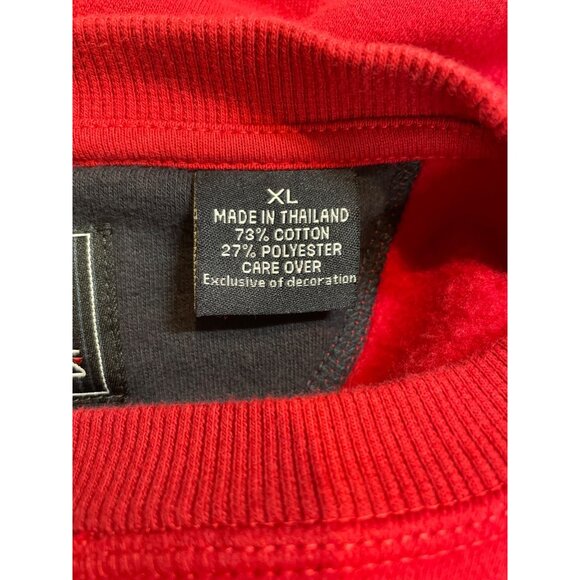 XL
MADE IN THAILAND
73% COTTON
27% POLYESTER
CARE OVER
Exclusive of decoration